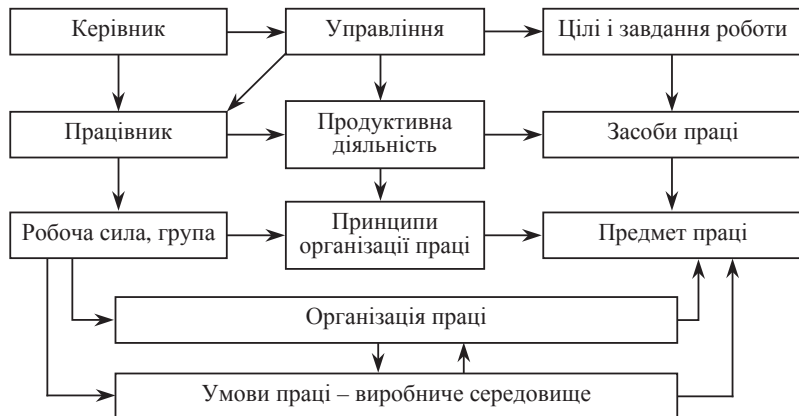 Керівник
Управління
Цілі і завдання роботи
Працівник
Продуктивна
діяльність
Засоби праці
Робоча сила, група
Принципи
організації праці
Предмет праці
Організація праці
Умови праці – виробниче середовище